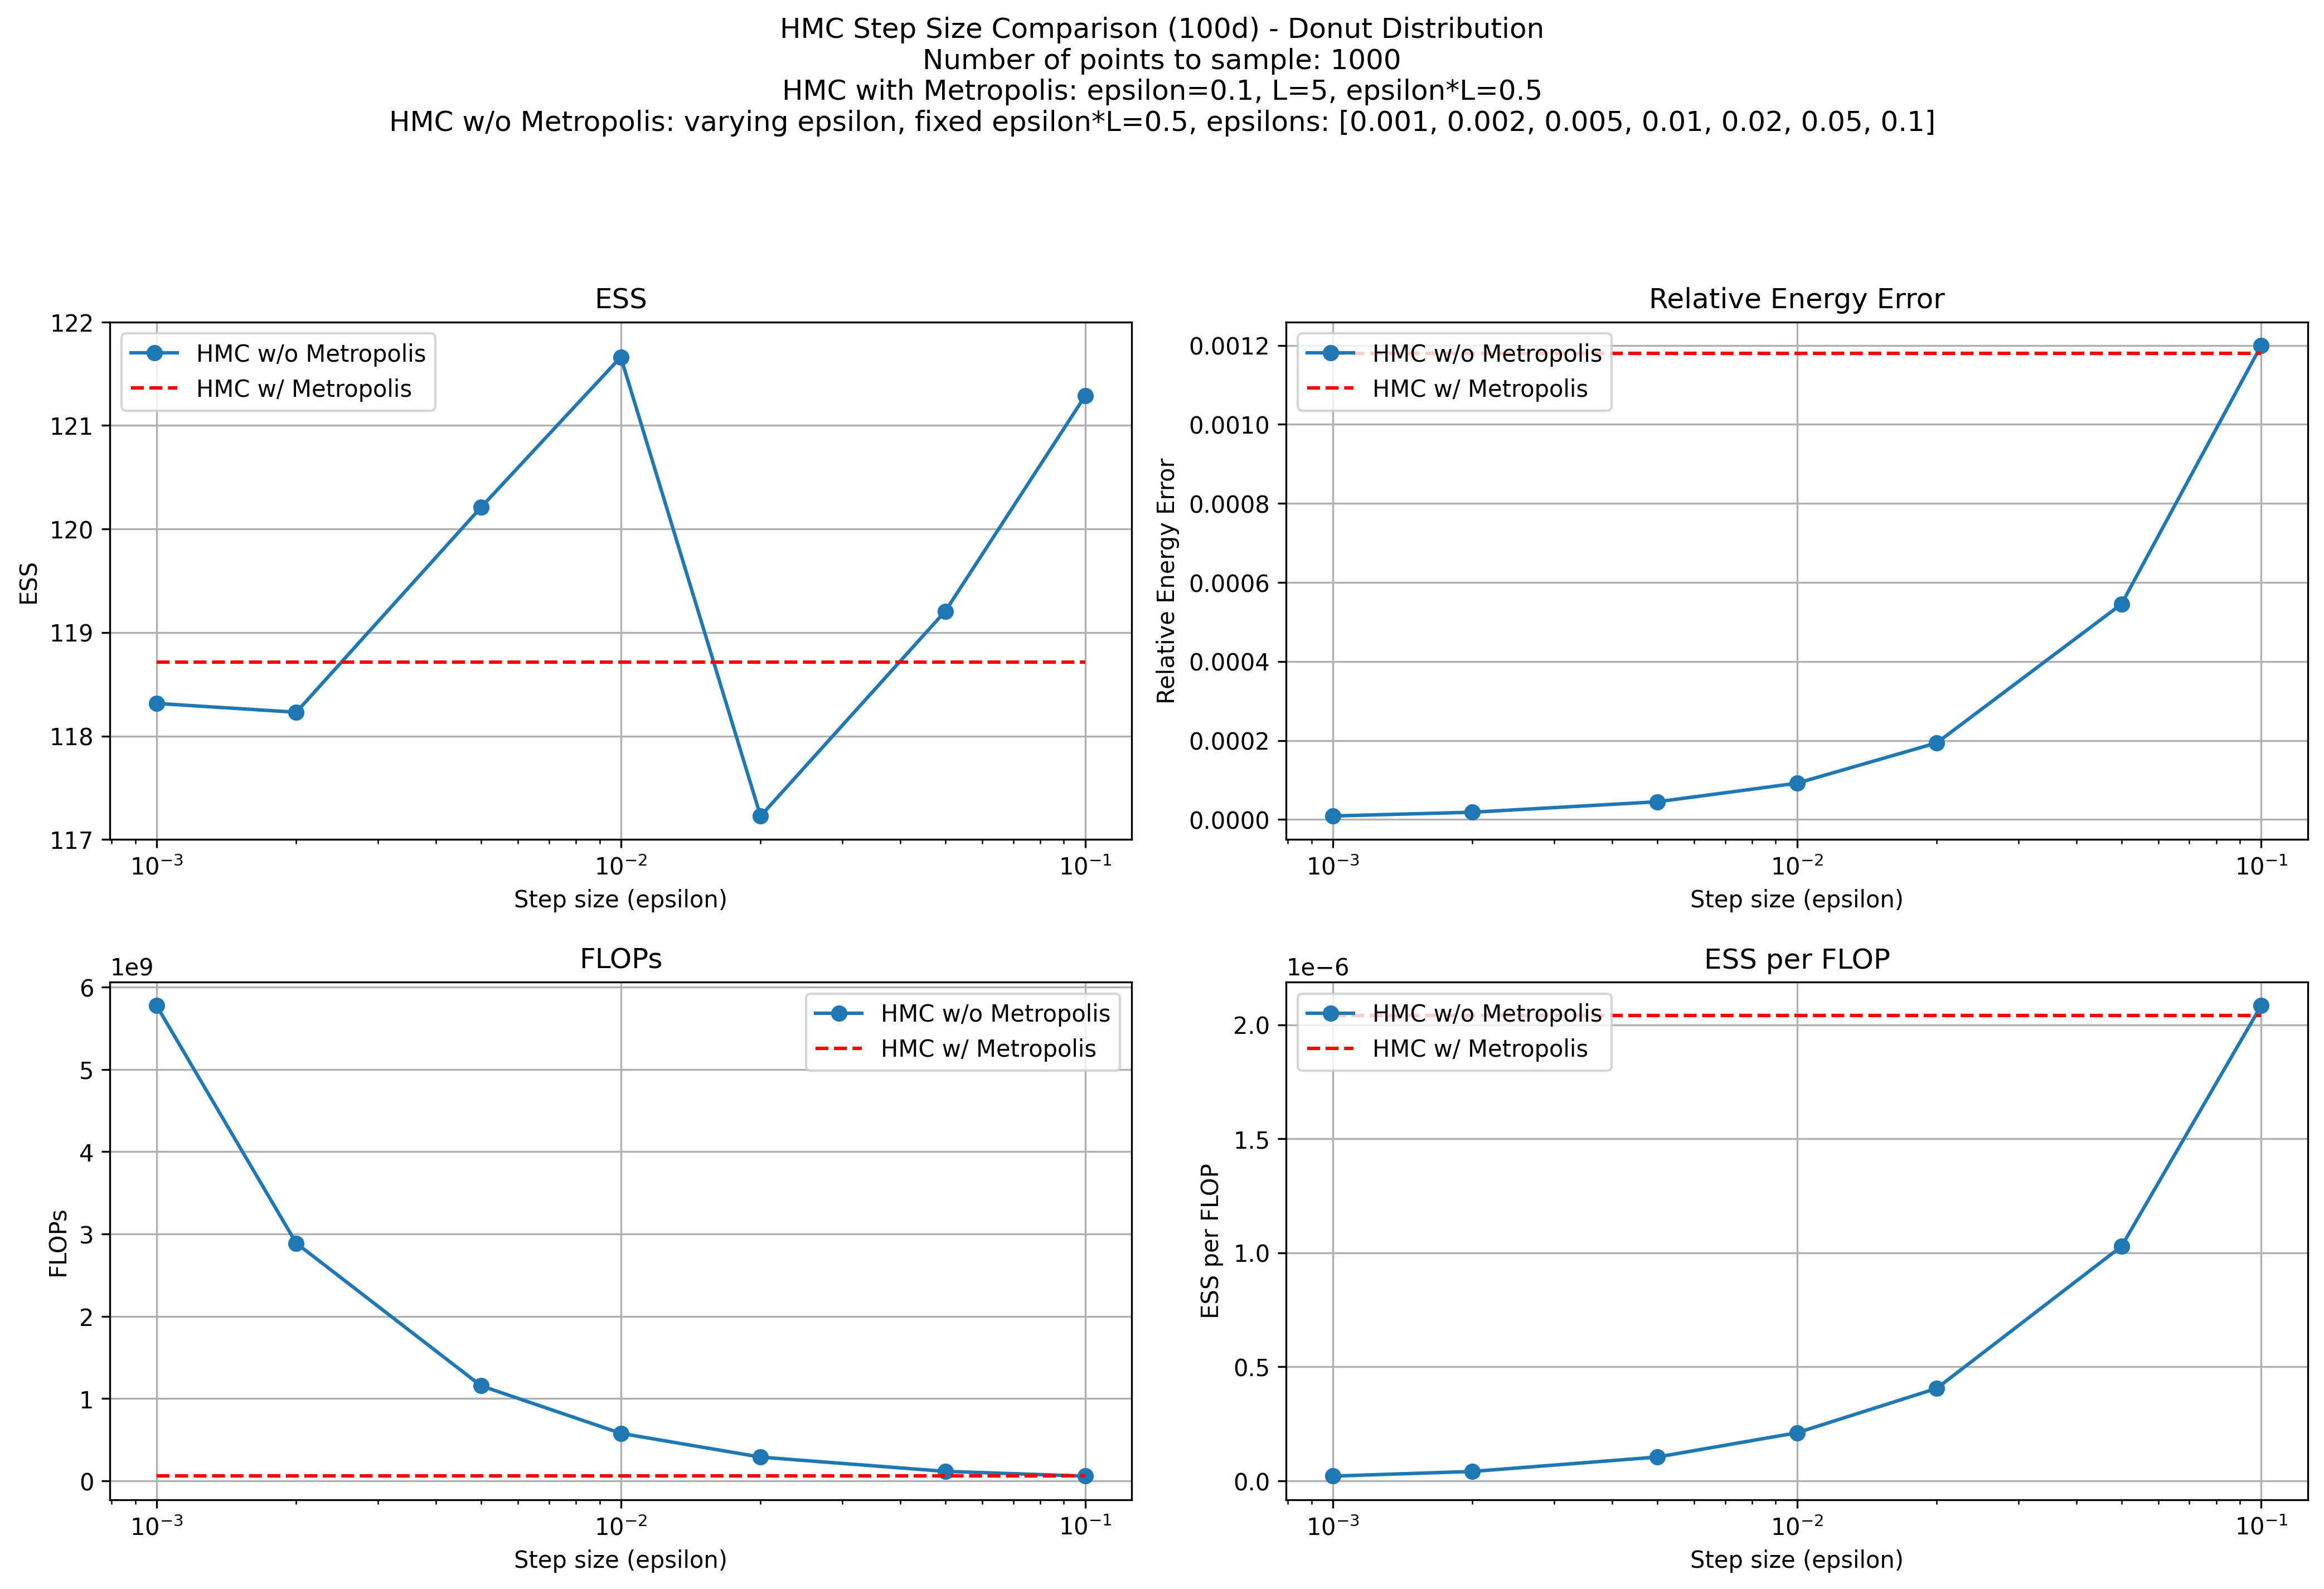 HMC Step Size Comparison (100d) - Donut Distribution
Number of points to sample: 1000
HMC with Metropolis: epsilon=0.1, L=5, epsilon*L=0.5
HMC w/o Metropolis: varying epsilon, fixed epsilon*L=0.5, epsilons: [0.001, 0.002, 0.005, 0.01, 0.02, 0.05, 0.1]
ESS
HMC w/o Metropolis
HMC w/ Metropolis
122
121
120
119
118
117
ESS
10⁻³ 10⁻² 10⁻¹
Step size (epsilon)
Relative Energy Error
HMC w/o Metropolis
HMC w/ Metropolis
0.0012
0.0010
0.0008
0.0006
0.0004
0.0002
0.0000
Relative Energy Error
10⁻³ 10⁻² 10⁻¹
Step size (epsilon)
FLOPs
1e9
HMC w/o Metropolis
HMC w/ Metropolis
6
5
4
3
2
1
0
FLOPs
10⁻³ 10⁻² 10⁻¹
Step size (epsilon)
ESS per FLOP
1e−6
HMC w/o Metropolis
HMC w/ Metropolis
2.0
1.5
1.0
0.5
0.0
ESS per FLOP
10⁻³ 10⁻² 10⁻¹
Step size (epsilon)